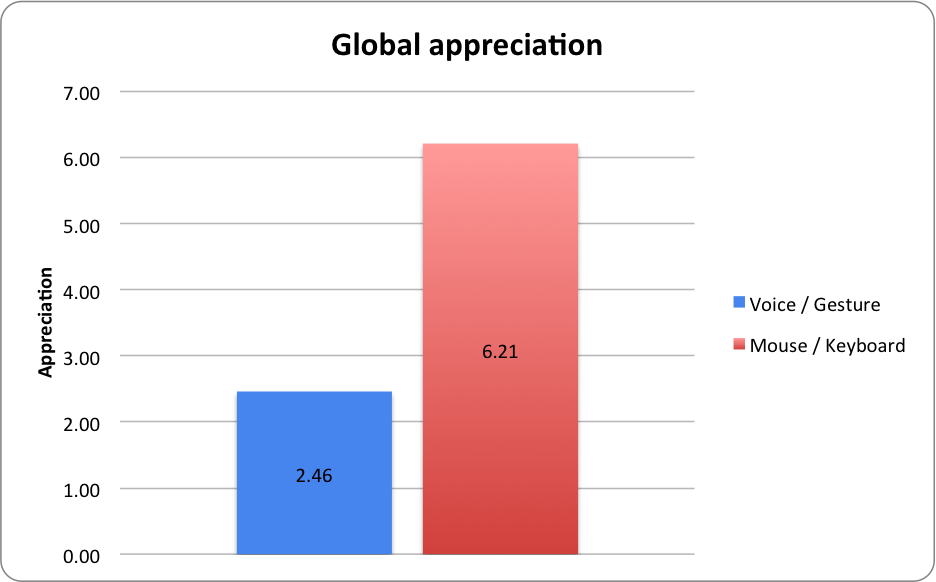 Global appreciation
7.00
6.00
5.00
4.00
3.00
2.00
1.00
0.00
Appreciation
2.46
6.21
Voice / Gesture
Mouse / Keyboard